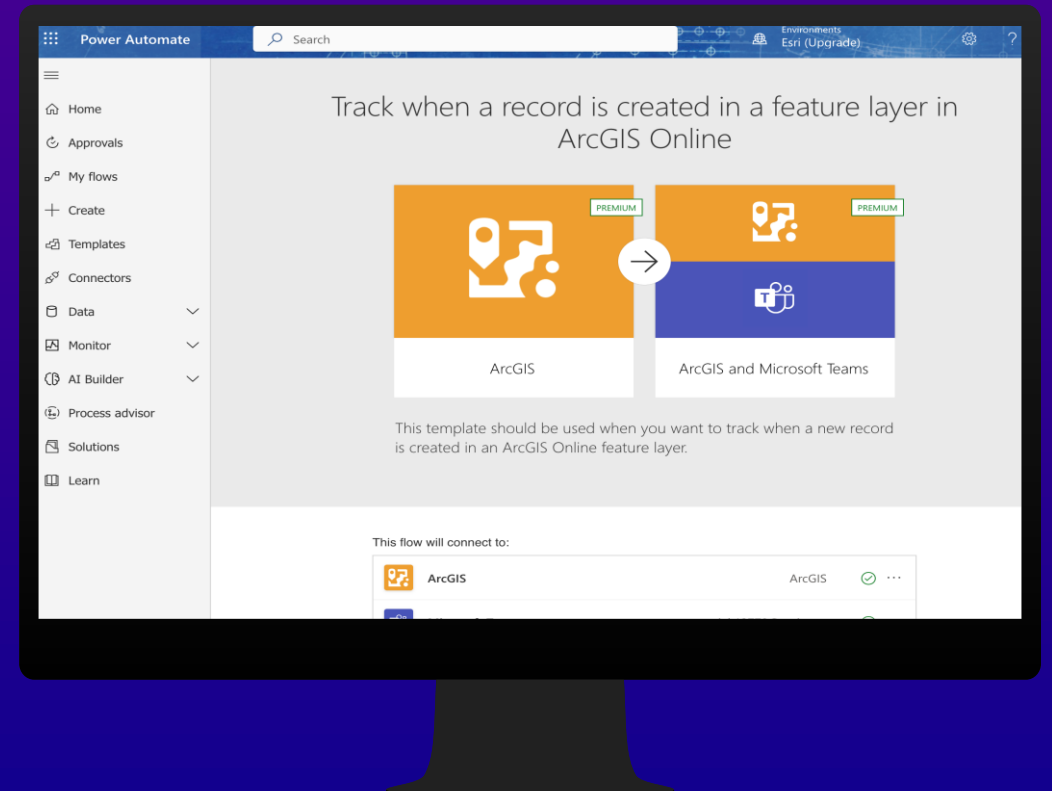 Power Automate
Search
Environments
Esri (Upgrade)
?
Home
Approvals
My flows
Create
Templates
Connectors
Data
Monitor
AI Builder
Process advisor
Solutions
Learn
Track when a record is created in a feature layer in
ArcGIS Online
PREMIUM
PREMIUM
T
ArcGIS
ArcGIS and Microsoft Teams
This template should be used when you want to track when a new record
is created in an ArcGIS Online feature layer.
This flow will connect to:
ArcGIS
ArcGIS